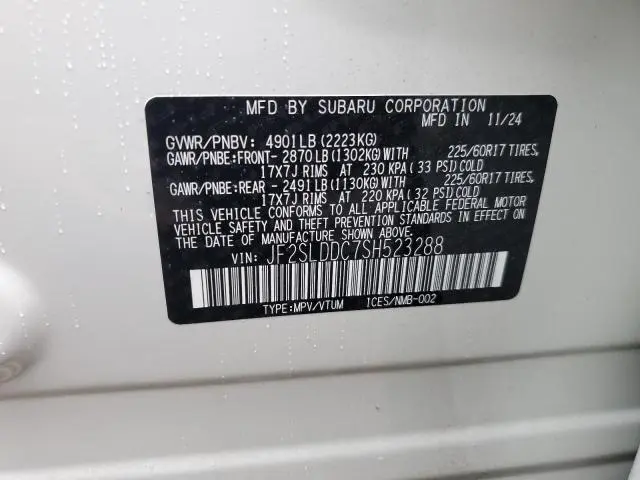 MFD BY SUBARU CORPORATION
MFD IN 11/24
GVWR/PNBV: 4901LB(2223KG)
GAWR/PNBE:FRONT- 2870LB(1302KG)WITH 225/60R17 TIRES,
17X7J RIMS AT 230 KPA(33 PSI)COLD
GAWR/PNBE:REAR - 2491LB(1130KG)WITH 225/60R17 TIRES,
17X7J RIMS AT 220 KPA(32 PSI)COLD
THIS VEHICLE CONFORMS TO ALL APPLICABLE FEDERAL MOTOR
VEHICLE SAFETY AND THEFT PREVENTION STANDARDS IN EFFECT ON
THE DATE OF MANUFACTURE SHOWN ABOVE.
VIN: JF2SLDDC7SH523288
TYPE:MPV/VTUM ICES/NMB-002